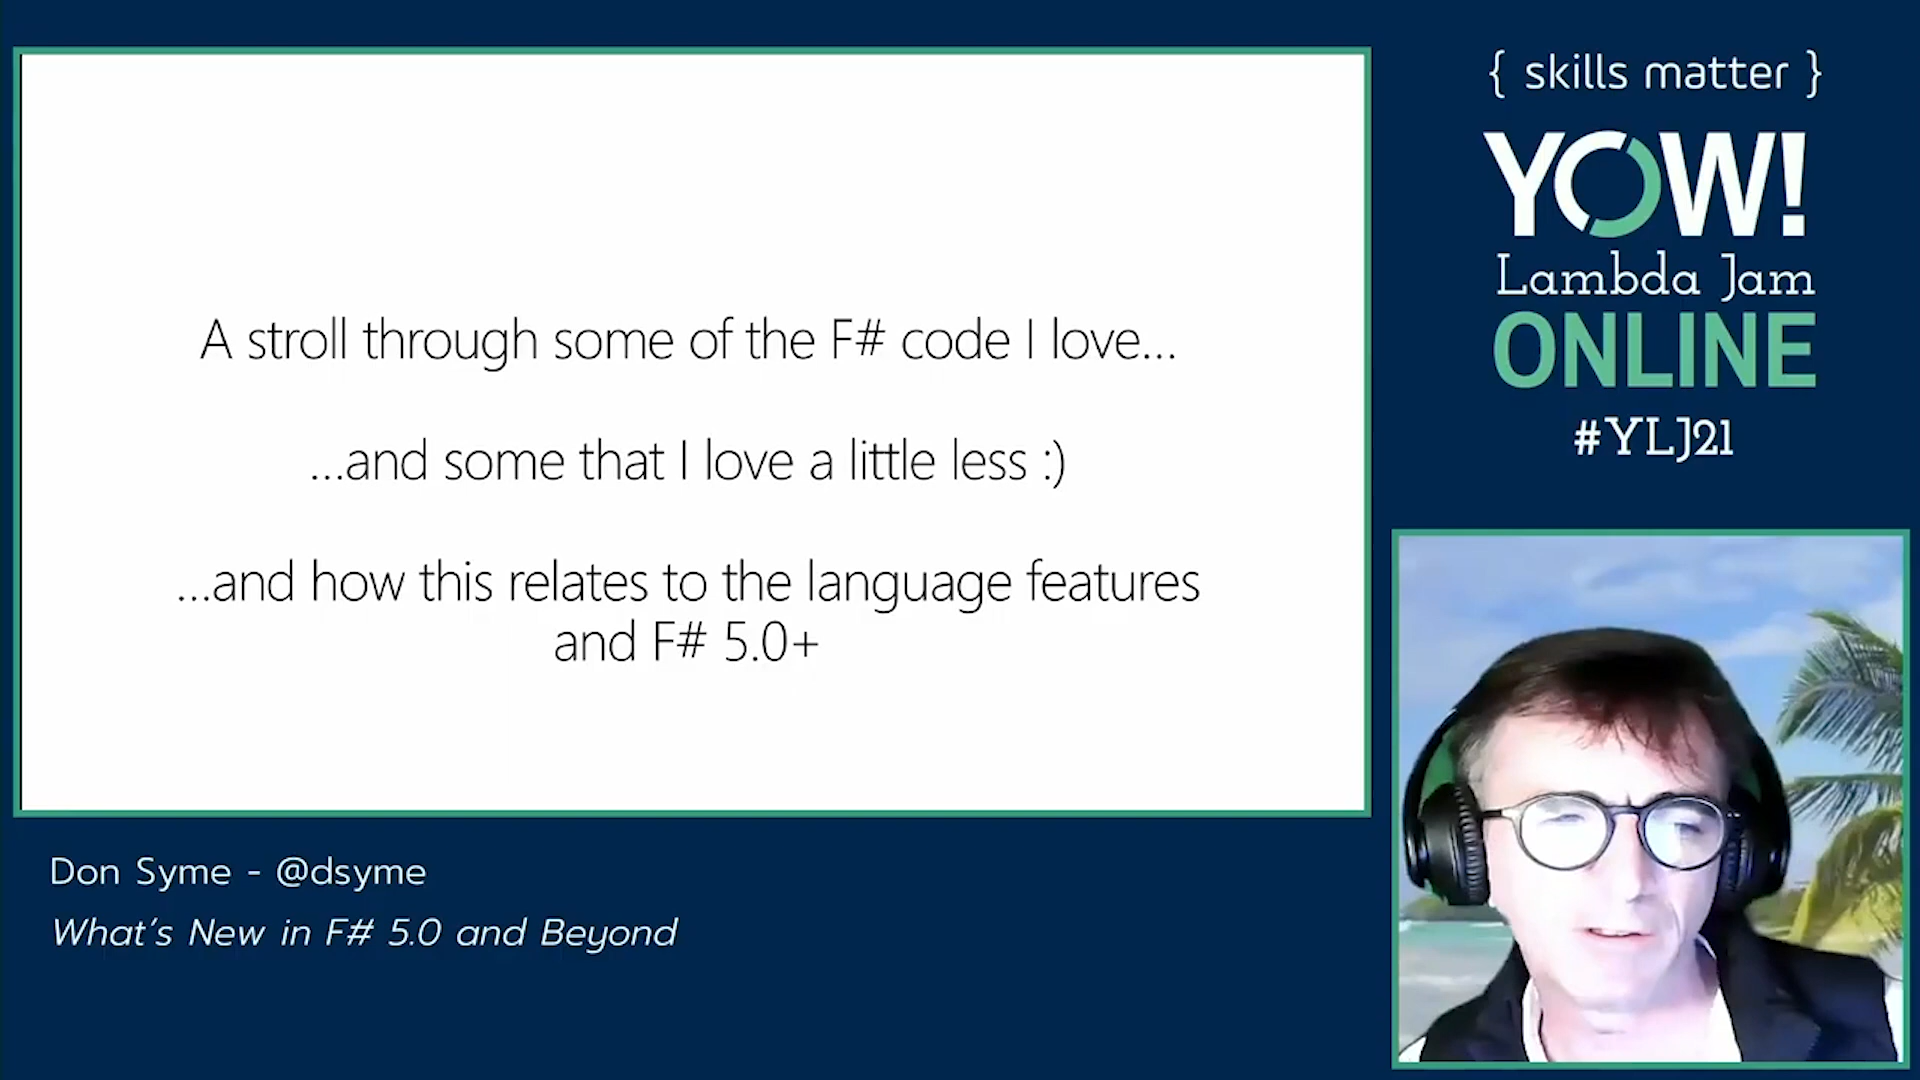 A stroll through some of the F# code I love...
...and some that I love a little less :)
...and how this relates to the language features
and F# 5.0+
{ skills matter }
YOW!
Lambda Jam
ONLINE
#YLJ21
Don Syme - @dsyme
What's New in F# 5.0 and Beyond